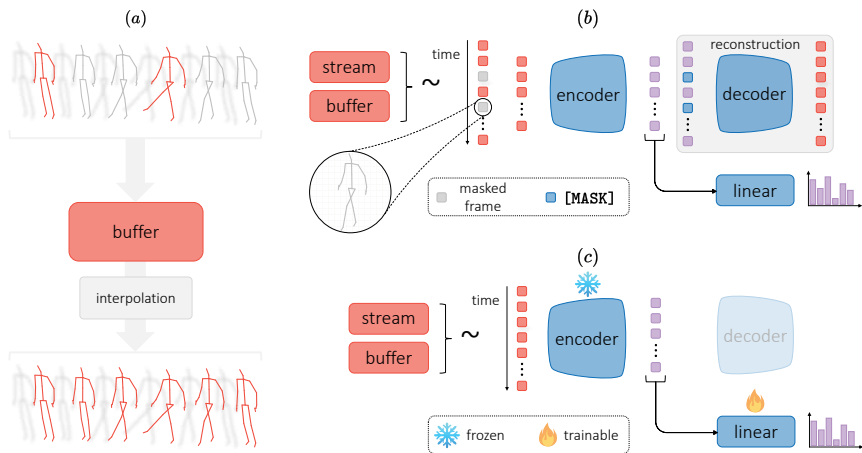 (a)
buffer
interpolation
(b)
stream
buffer
~
time
encoder
reconstruction
decoder
linear
masked
frame
[MASK]
(c)
stream
buffer
~
time
encoder
decoder
linear
frozen
trainable